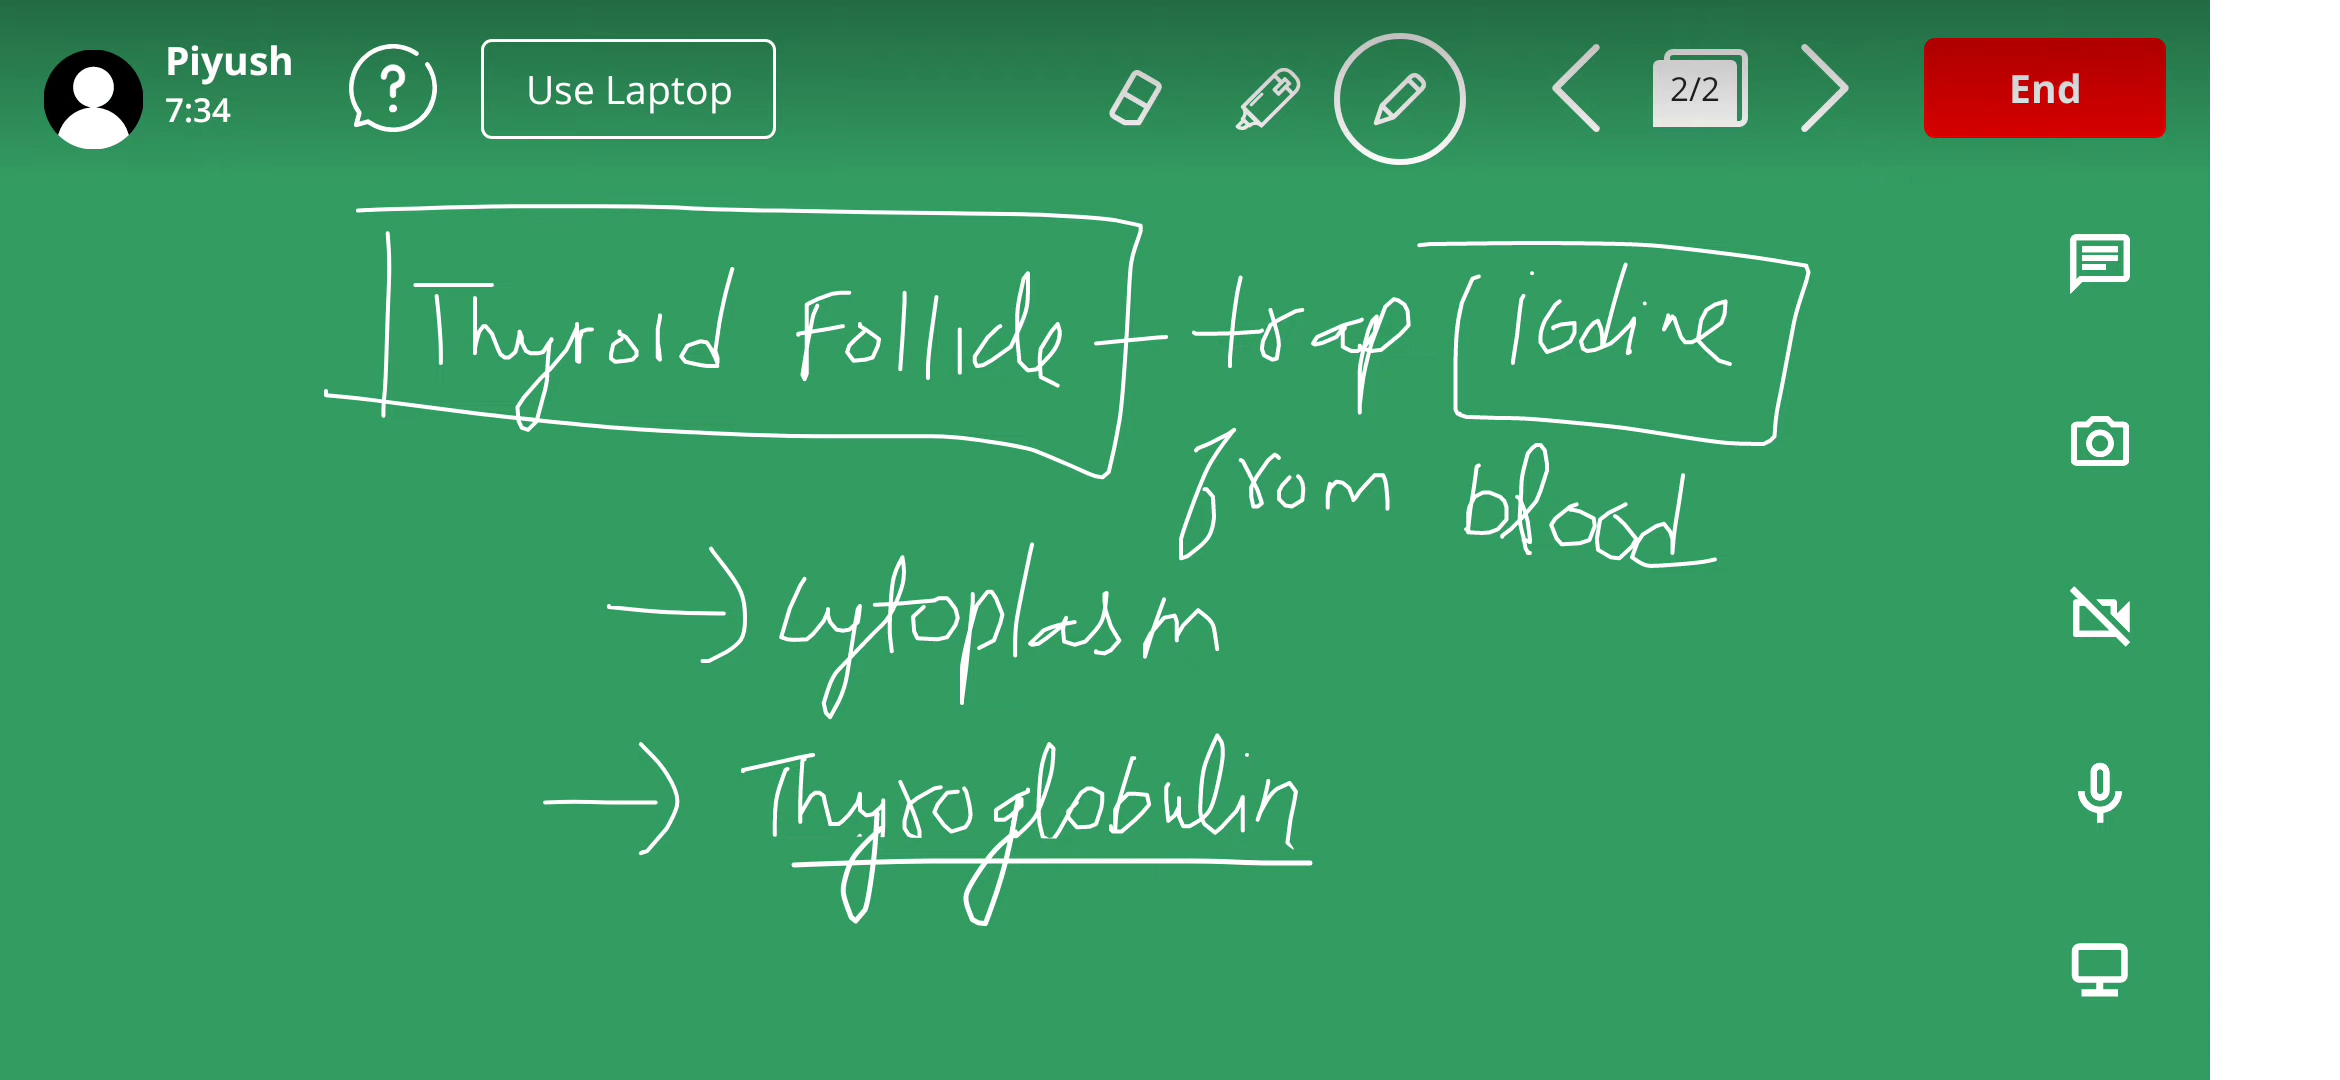 Piyush
7:34
Use Laptop
2/2
End
Thyroid Follicle - trap iodine
from blood
→ Cytoplasm
→ Thyroglobulin